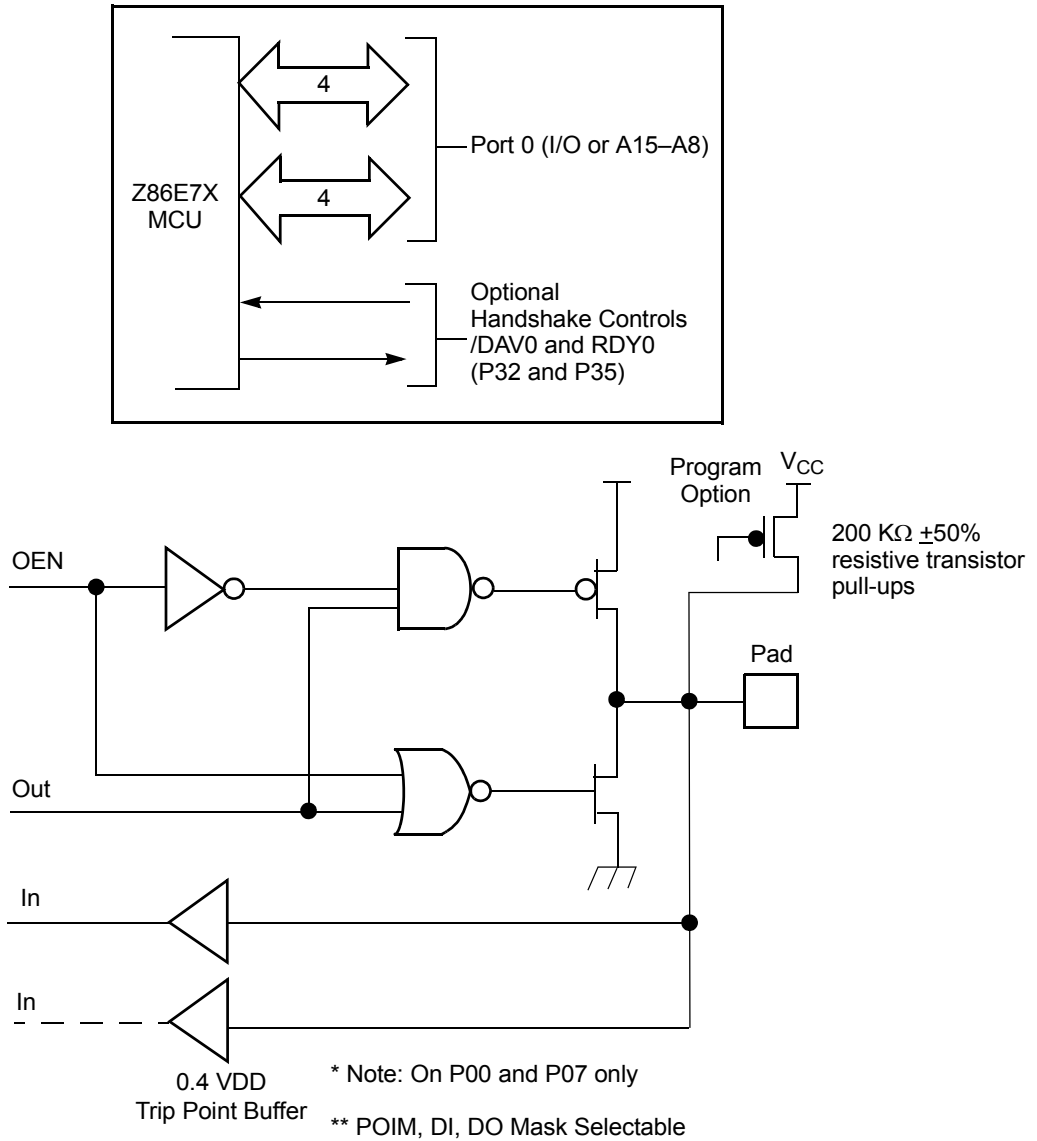 4
Port 0 (I/O or A15–A8)
Z86E7X
MCU
4
Optional
Handshake Controls
/DAV0 and RDY0
(P32 and P35)
Program
Option
VCC
200 KΩ ±50%
resistive transistor
pull-ups
OEN
Pad
Out
In
In
0.4 VDD
Trip Point Buffer
* Note: On P00 and P07 only
** POIM, DI, DO Mask Selectable